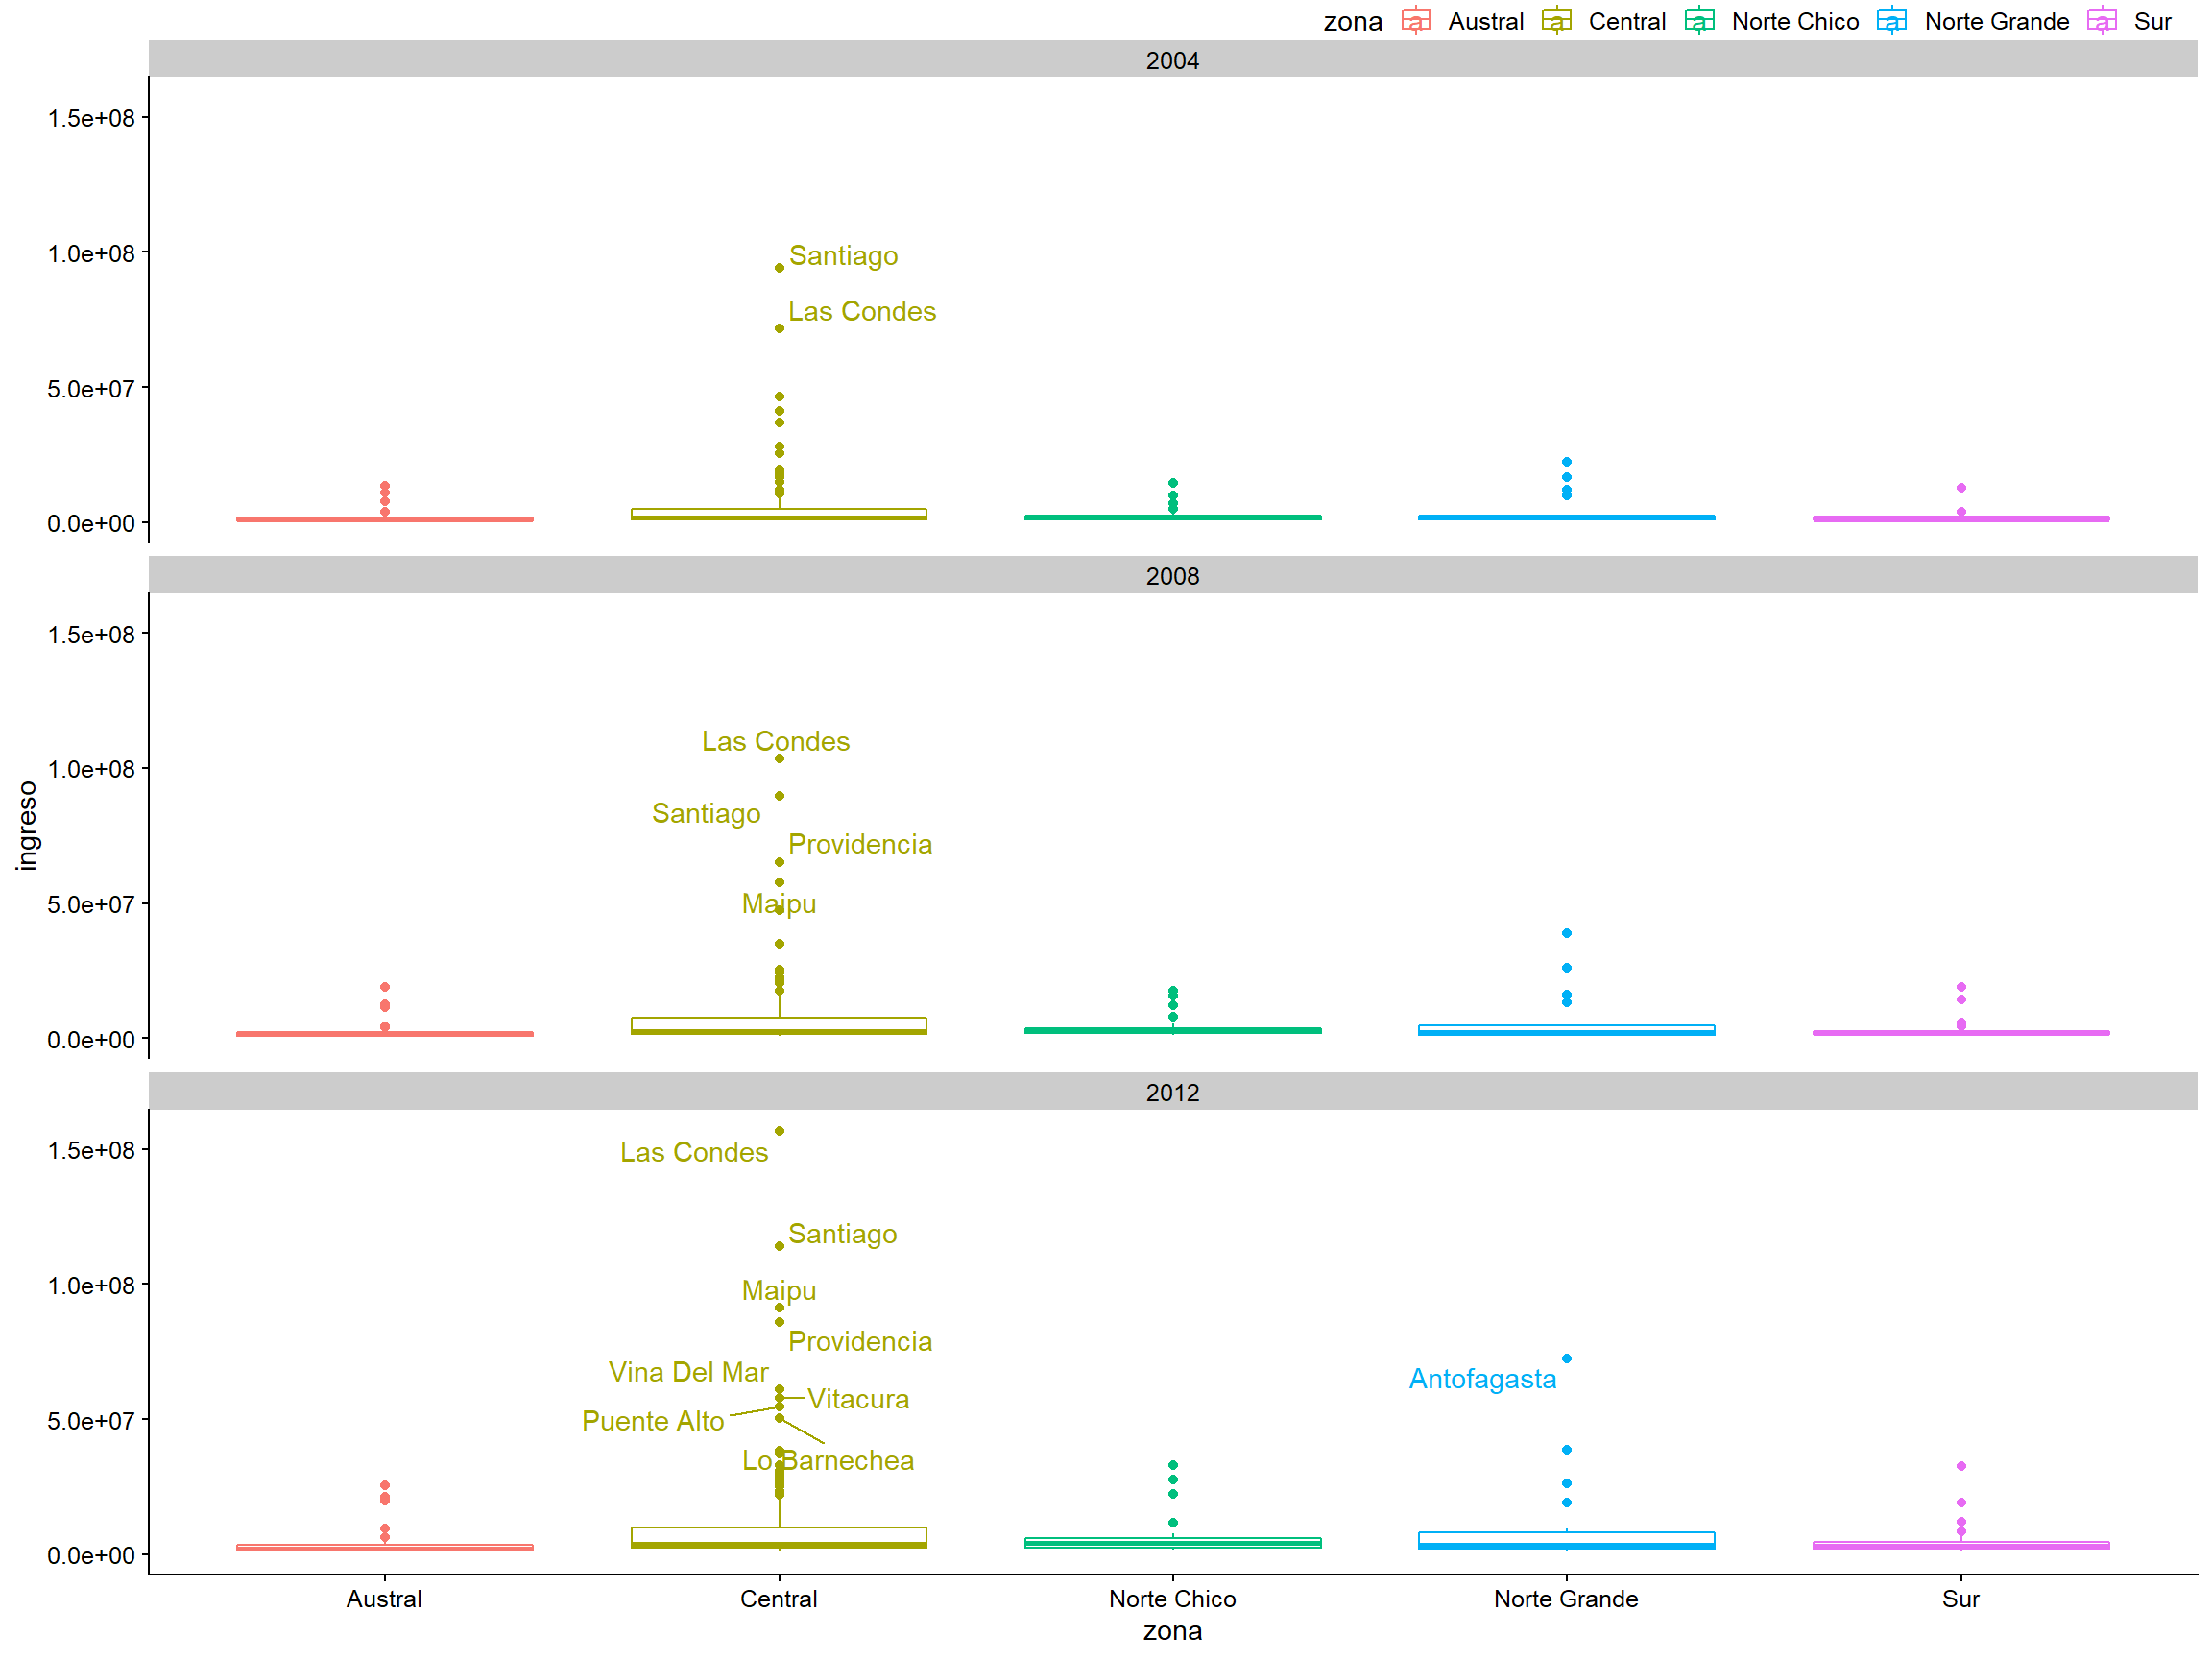 zona a Austral a Central a Norte Chico a Norte Grande a Sur
2004
1.5e+08
1.0e+08
5.0e+07
0.0e+00
Santiago
Las Condes
2008
1.5e+08
1.0e+08
5.0e+07
0.0e+00
Las Condes
Santiago
Providencia
Maipu
ingreso
2012
1.5e+08
1.0e+08
5.0e+07
0.0e+00
Las Condes
Santiago
Maipu
Providencia
Vina Del Mar
Vitacura
Puente Alto
Lo Barnechea
Antofagasta
Austral Central Norte Chico Norte Grande Sur
zona